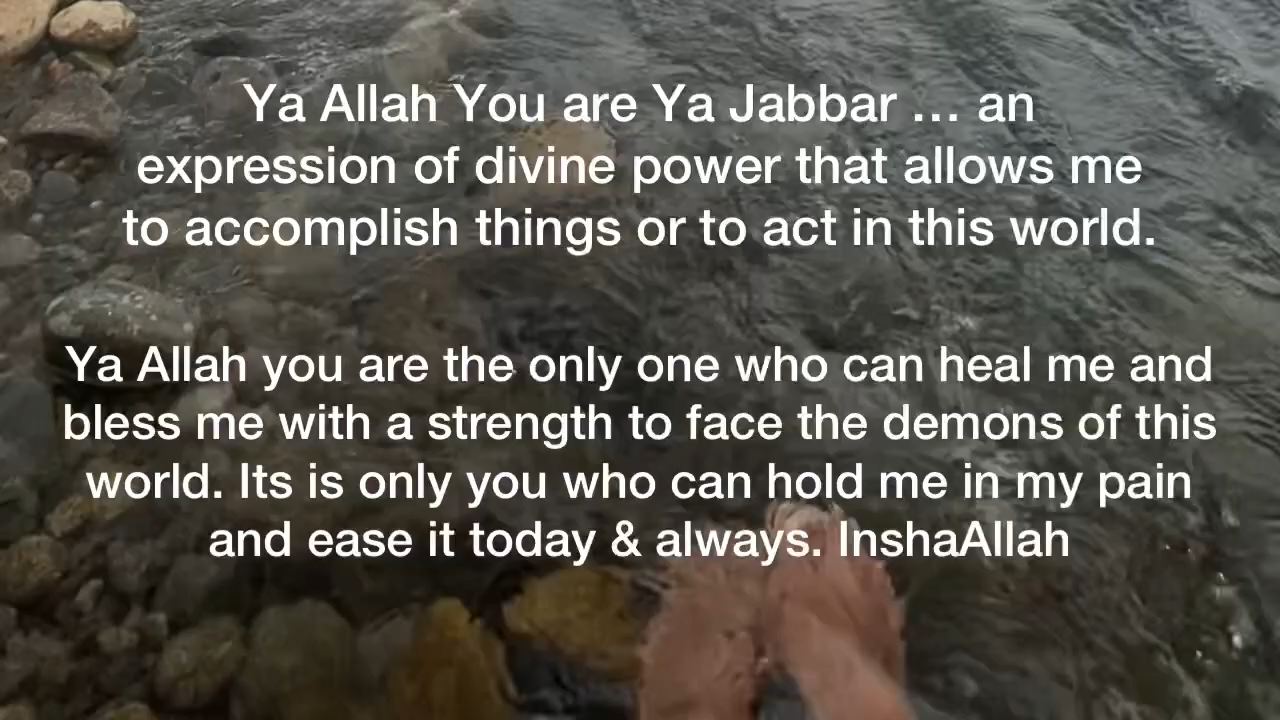 Ya Allah You are Ya Jabbar ... an
expression of divine power that allows me
to accomplish things or to act in this world.
Ya Allah you are the only one who can heal me and
bless me with a strength to face the demons of this
world. Its is only you who can hold me in my pain
and ease it today & always. InshaAllah